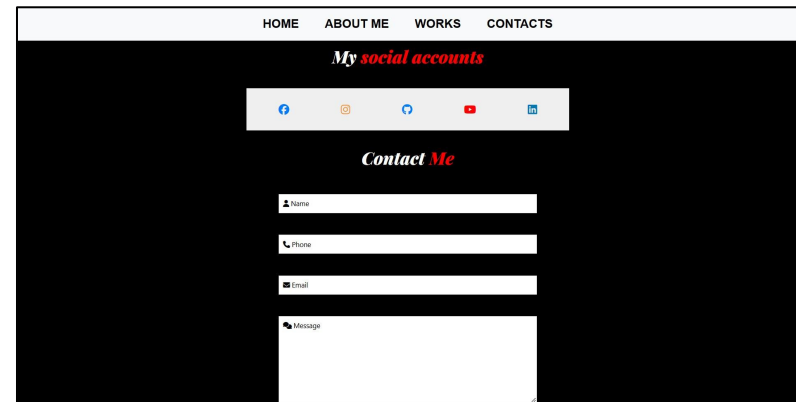 HOME ABOUT ME WORKS CONTACTS
My social accounts
Contact Me
Name
Phone
Email
Message